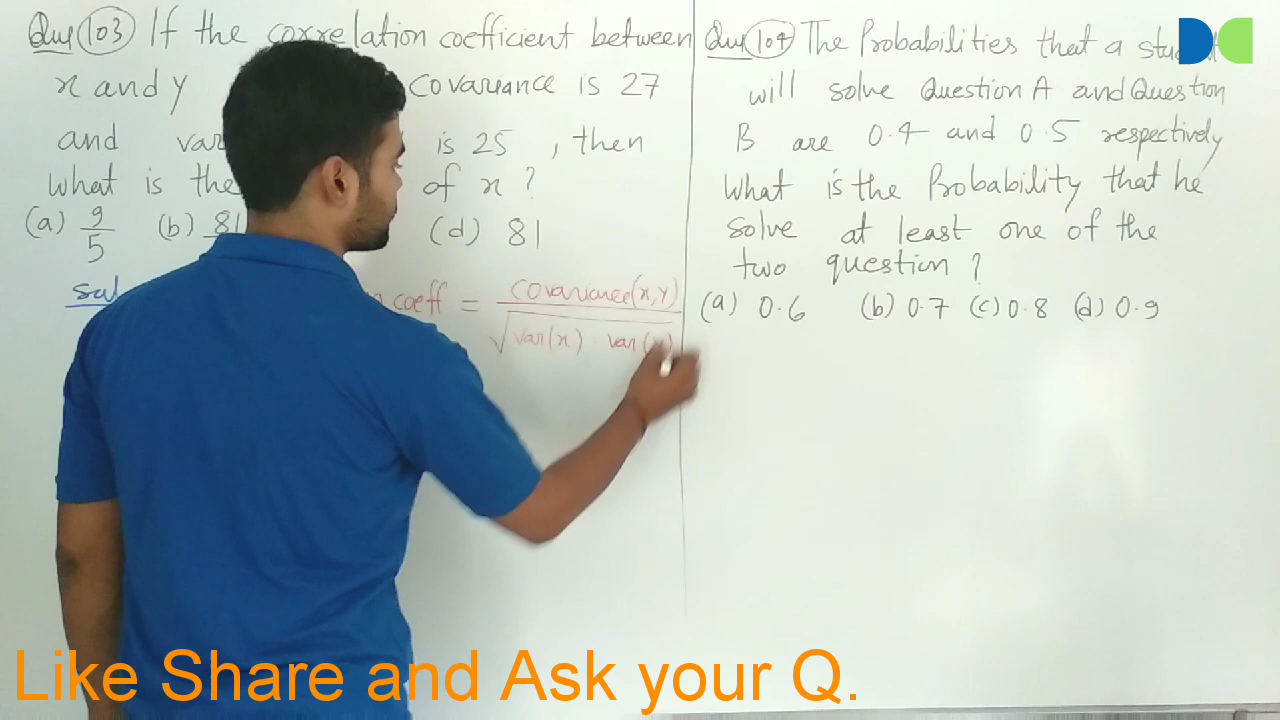 Que 103 If the correlation coefficient between
x and y covariance is 27
and var is 25 , then
What is the of x ?
(a) 9/5 (b) 81 (d) 81
Sol
coeff = covariance(x,y) / √var(x) . var(
Que 104 The Probabilities that a
will solve Question A and Question
B are 0.4 and 0.5 respectively
What is the Probability that he
solve at least one of the
two question ?
(a) 0.6 (b) 0.7 (c) 0.8 (d) 0.9
Like Share and Ask your Q.